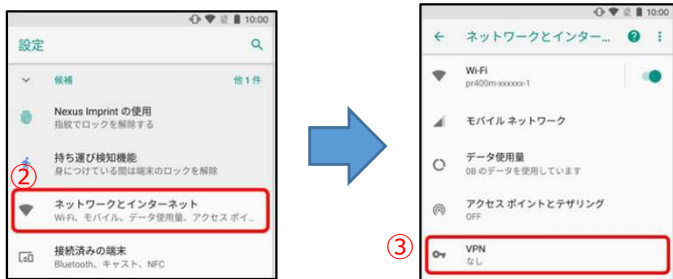 10:00
設定
候補 他1件
Nexus Imprint の使用
指紋でロックを解除する
持ち運び検知機能
身につけている間は端末のロックを解除
②
ネットワークとインターネット
Wi-Fi、モバイル、データ使用量、アクセス ポイ...
接続済みの端末
Bluetooth、キャスト、NFC
10:00
ネットワークとインター...
Wi-Fi
pr400m-xxxxxx-1
モバイル ネットワーク
データ使用量
0B のデータを使用しています
アクセス ポイントとテザリング
OFF
③
VPN
なし